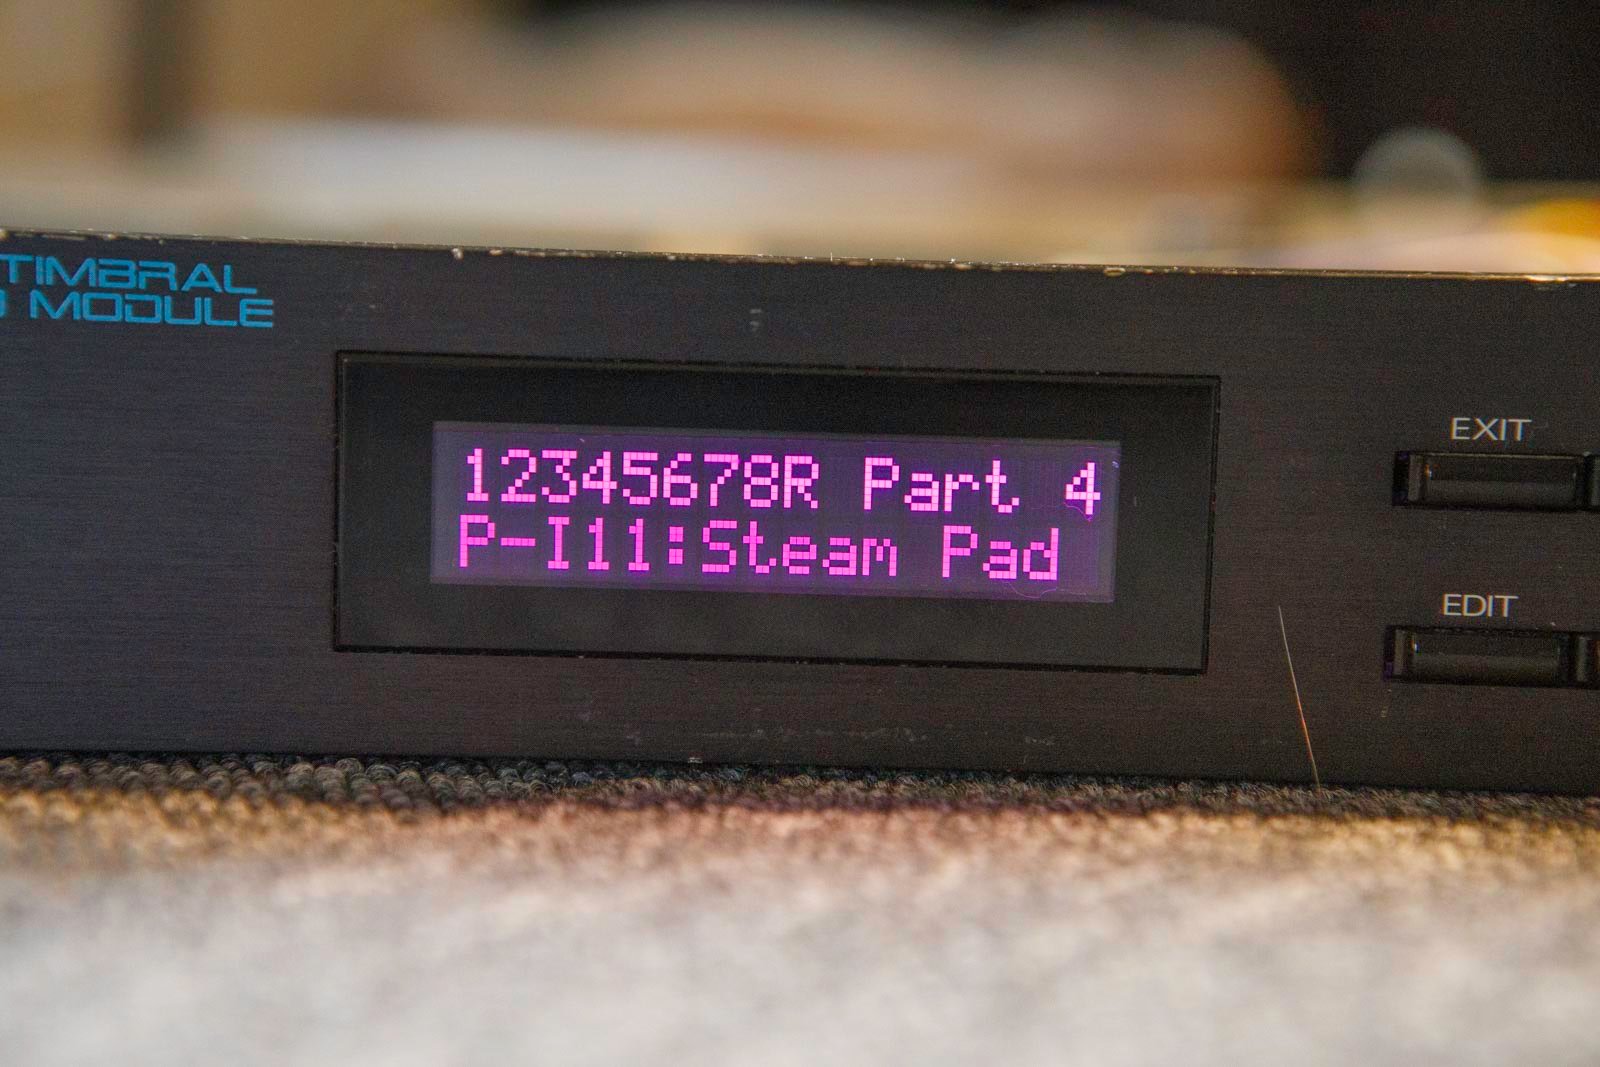 TIMBRAL
MODULE
12345678R Part 4
P-I11:Steam Pad
EXIT
EDIT